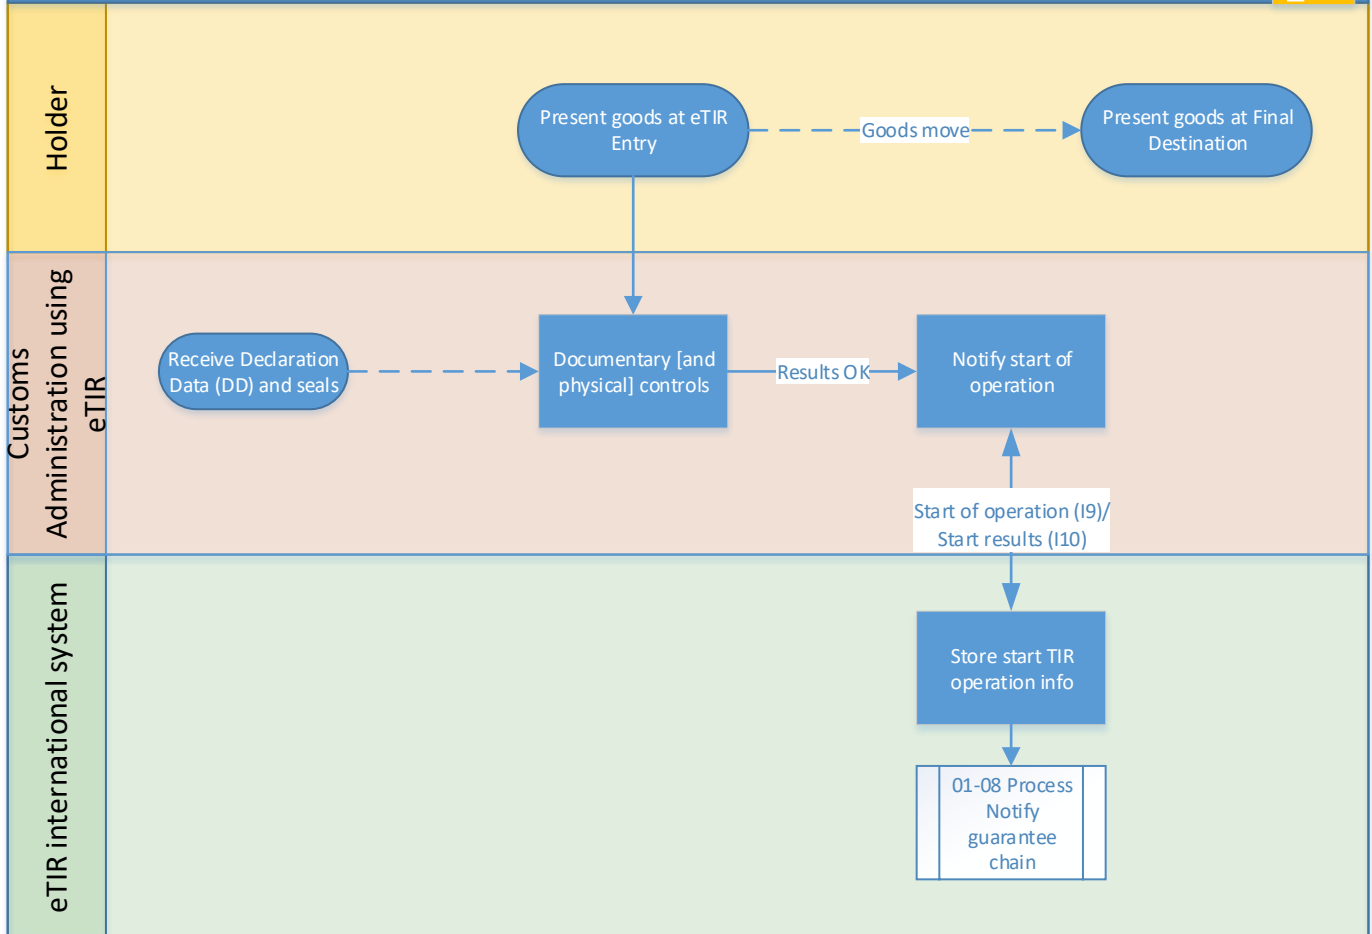 Holder
Present goods at eTIR
Entry
Goods move
Present goods at Final
Destination
Customs
Administration using
eTIR
Receive Declaration
Data (DD) and seals
Documentary [and
physical] controls
Results OK
Notify start of
operation
Start of operation (I9)/
Start results (I10)
eTIR international system
Store start TIR
operation info
01-08 Process
Notify
guarantee
chain